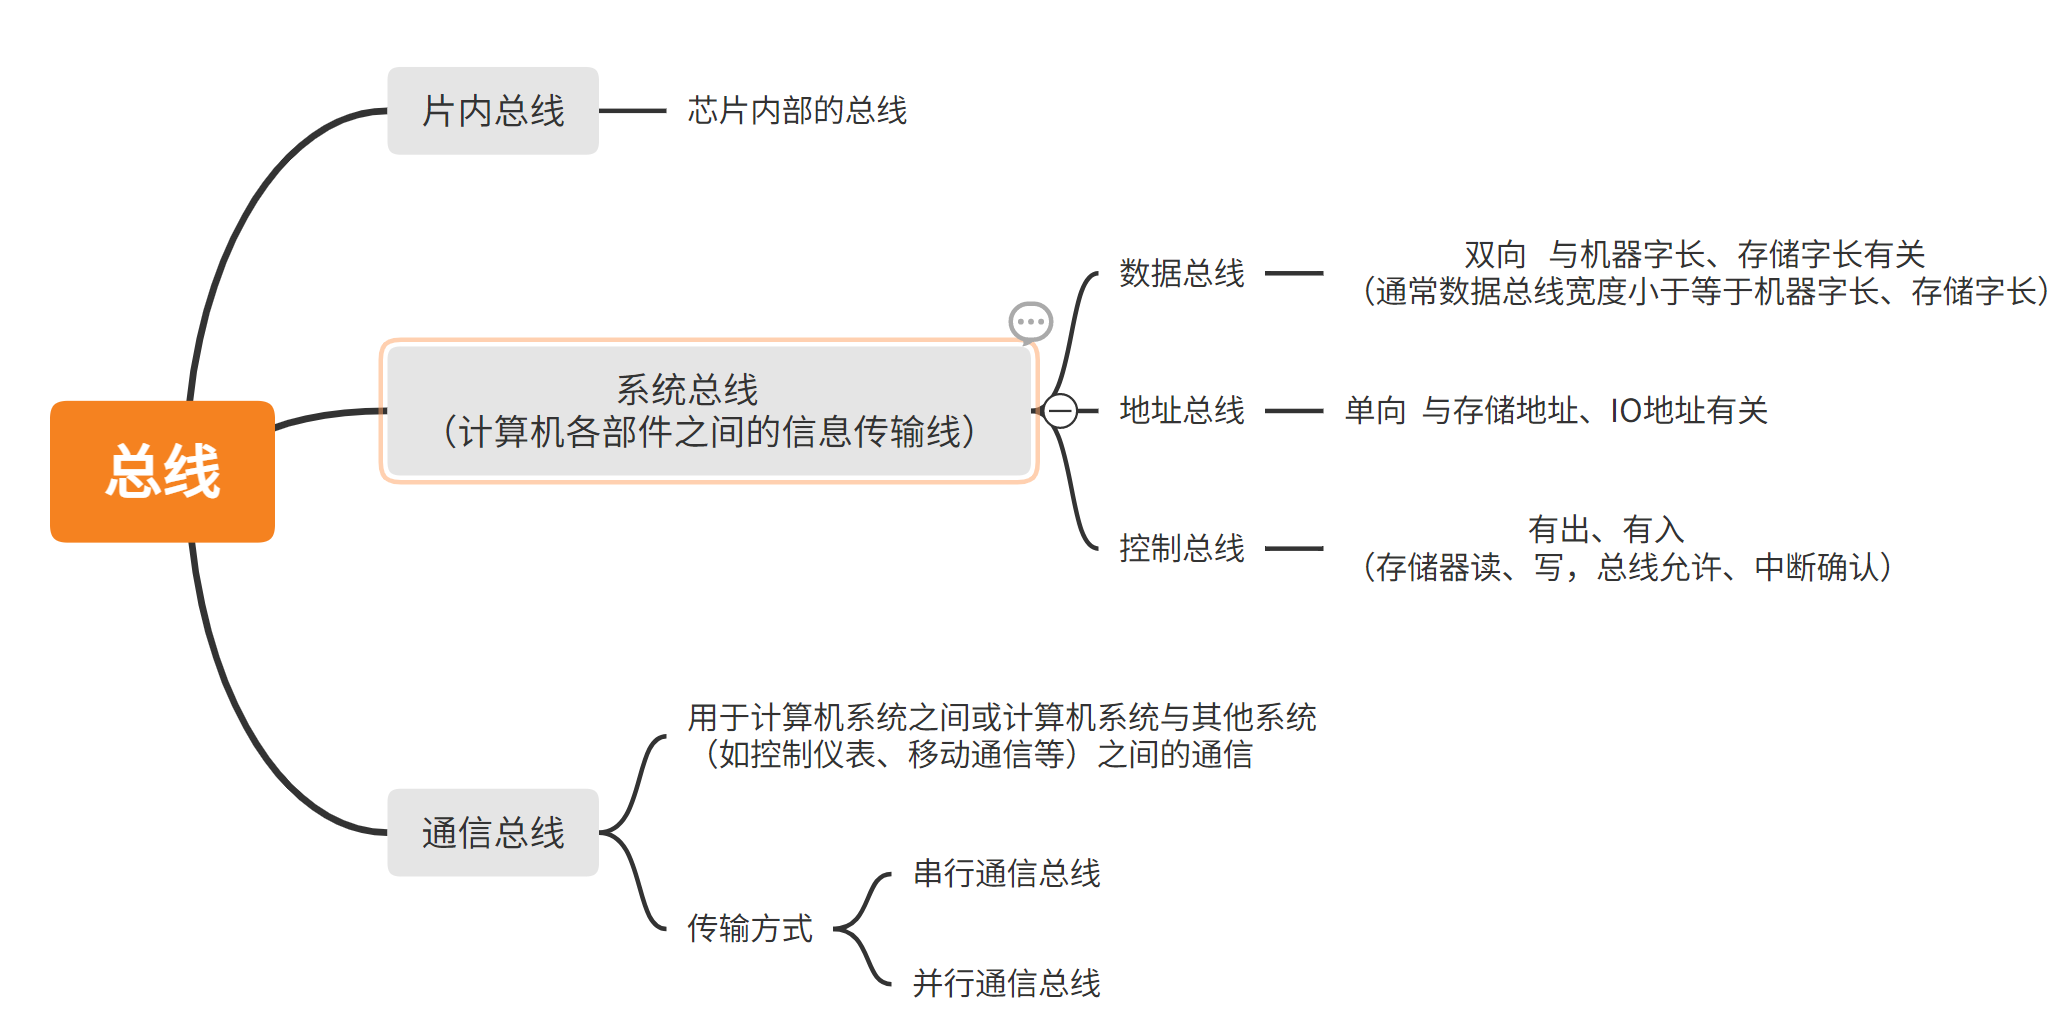 总线
片内总线
芯片内部的总线
系统总线
（计算机各部件之间的信息传输线）
数据总线
双向 与机器字长、存储字长有关
（通常数据总线宽度小于等于机器字长、存储字长）
地址总线
单向 与存储地址、IO地址有关
控制总线
有出、有入
（存储器读、写，总线允许、中断确认）
通信总线
用于计算机系统之间或计算机系统与其他系统
（如控制仪表、移动通信等）之间的通信
传输方式
串行通信总线
并行通信总线